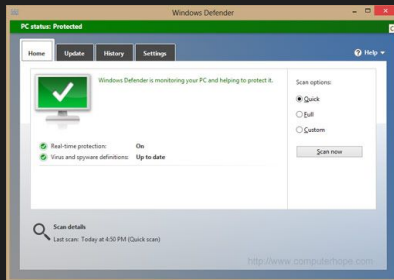 Windows Defender
PC status: Protected
Home Update History Settings Help
Windows Defender is monitoring your PC and helping to protect it.
Scan options:
Quick
Full
Custom
Scan now
Real-time protection: On
Virus and spyware definitions: Up to date
Scan details
Last scan: Today at 4:50 PM (Quick scan)
http://www.computerhope.com